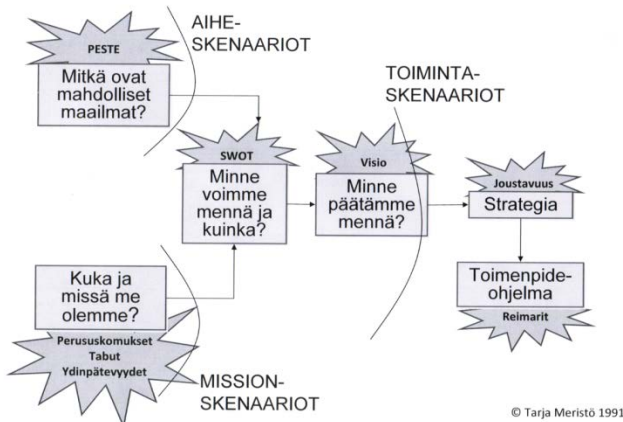 AIHE-
SKENAARIOT
PESTE
Mitkä ovat
mahdolliset
maailmat?
TOIMINTA-
SKENAARIOT
SWOT
Minne
voimme
mennä ja
kuinka?
Visio
Minne
päätämme
mennä?
Joustavuus
Strategia
Toimenpide-
ohjelma
Reimarit
Kuka ja
missä me
olemme?
Perususkomukset
Tabut
Ydinpätevyydet
MISSION-
SKENAARIOT
© Tarja Meristö 1991